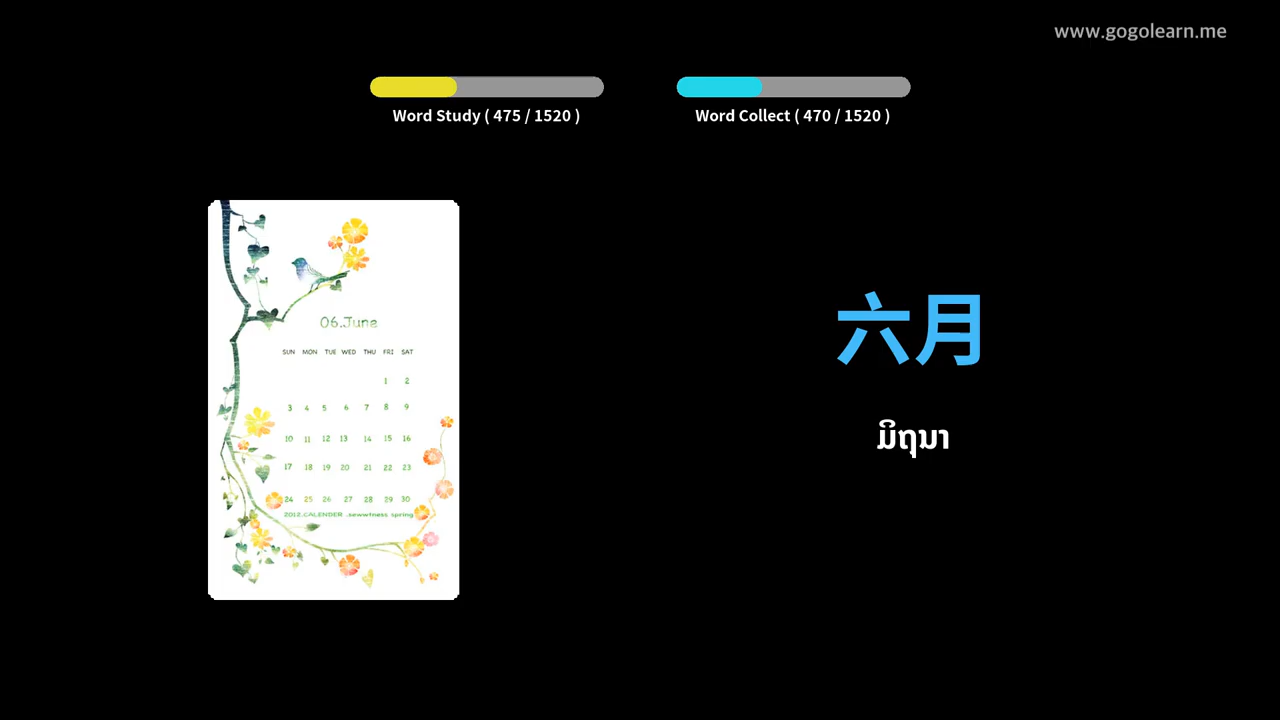 www.gogolearn.me
Word Study ( 475 / 1520 )
Word Collect ( 470 / 1520 )
06.June
SUN MON TUE WED THU FRI SAT
1 2
3 4 5 6 7 8 9
10 11 12 13 14 15 16
17 18 19 20 21 22 23
24 25 26 27 28 29 30
2012.CALENDER .sewwtness spring
六月
ມິຖຸນາ